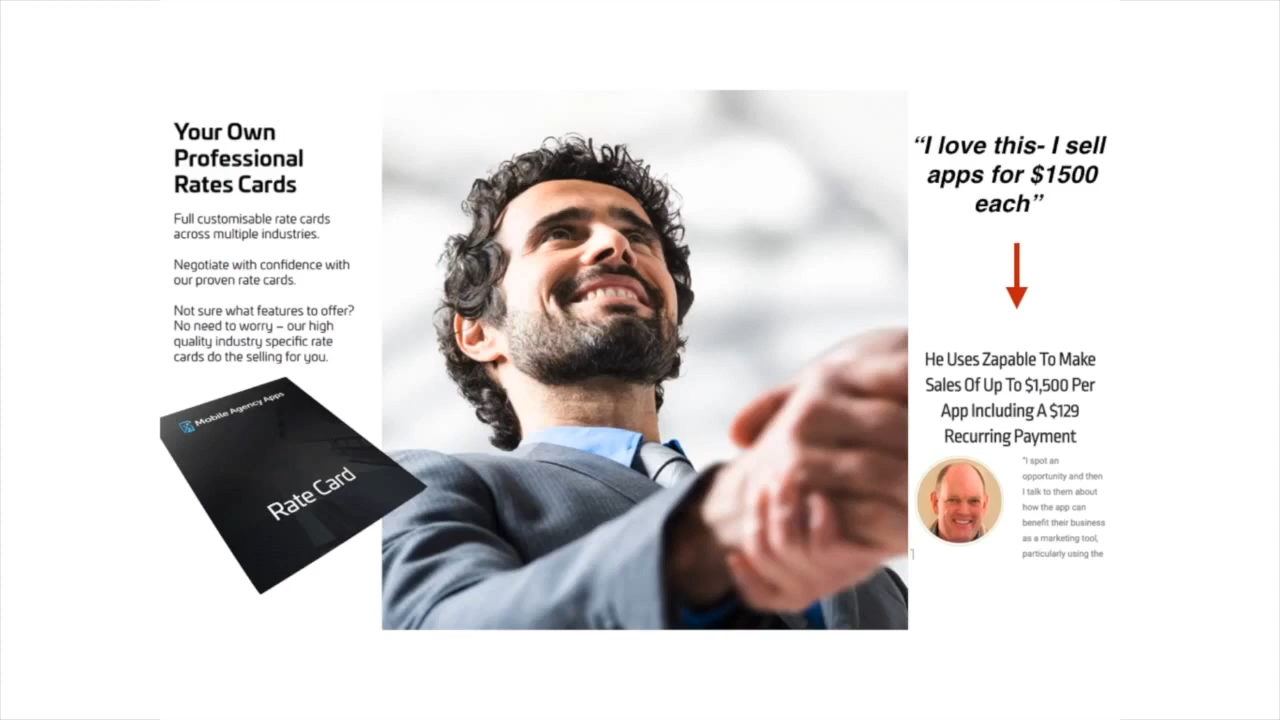 Your Own
Professional
Rates Cards
Full customisable rate cards
across multiple industries.
Negotiate with confidence with
our proven rate cards.
Not sure what features to offer?
No need to worry – our high
quality industry specific rate
cards do the selling for you.
Mobile Agency Apps
Rate Card
“I love this- I sell
apps for $1500
each”
He Uses Zapable To Make
Sales Of Up To $1,500 Per
App Including A $129
Recurring Payment
"I spot an
opportunity and then
I talk to them about
how the app can
benefit their business
as a marketing tool,
particularly using the
1